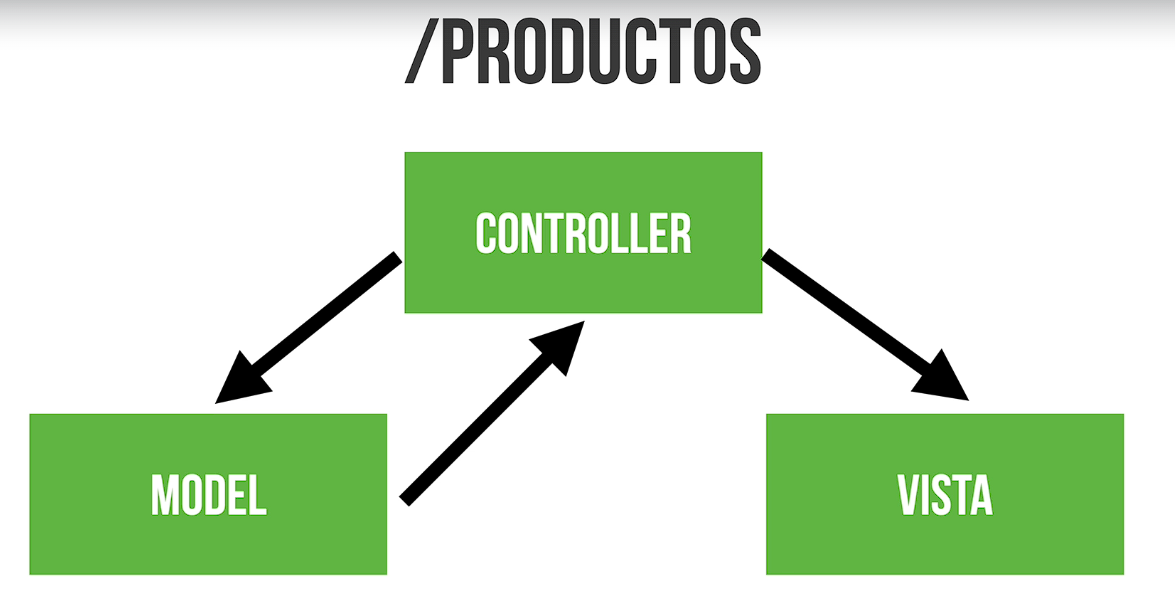 /PRODUCTOS
CONTROLLER
MODEL
VISTA